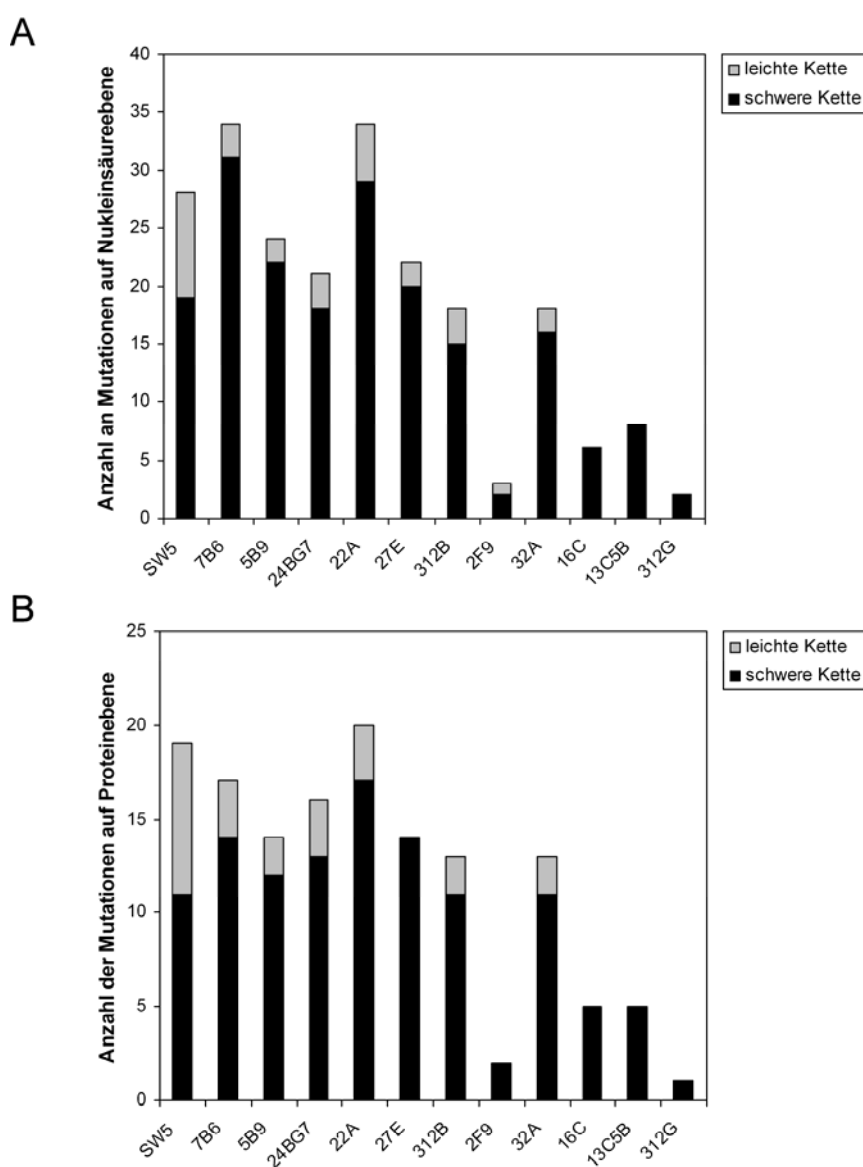 A
Anzahl an Mutationen auf Nukleinsäureebene
40
35
30
25
20
15
10
5
0
SW5
7B6
5B9
24BG7
22A
27E
312B
2F9
32A
16C
13C5B
312G
leichte Kette
schwere Kette
B
Anzahl der Mutationen auf Proteinebene
25
20
15
10
5
0
SW5
7B6
5B9
24BG7
22A
27E
312B
2F9
32A
16C
13C5B
312G
leichte Kette
schwere Kette